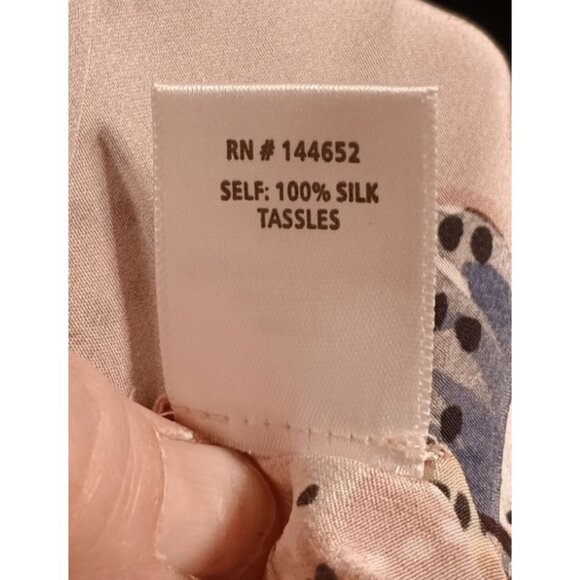 RN # 144652
SELF: 100% SILK
TASSLES